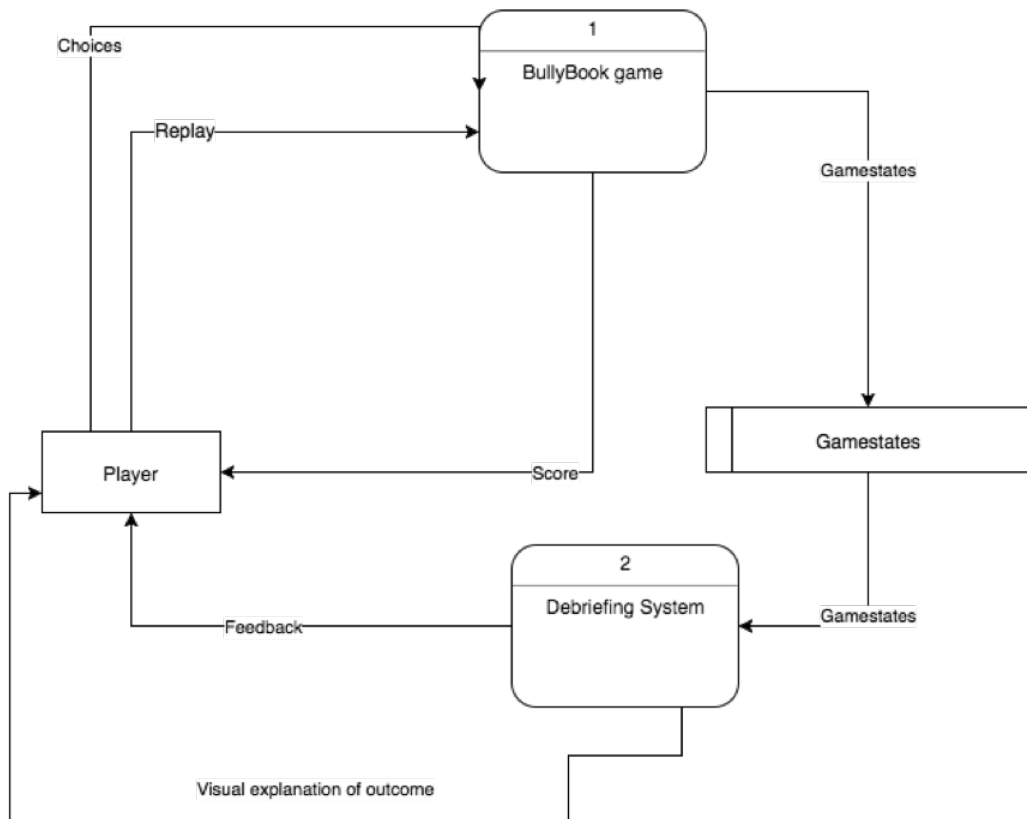 1
Choices
BullyBook game
Replay
Gamestates
Gamestates
Player
Score
2
Debriefing System
Gamestates
Feedback
Visual explanation of outcome